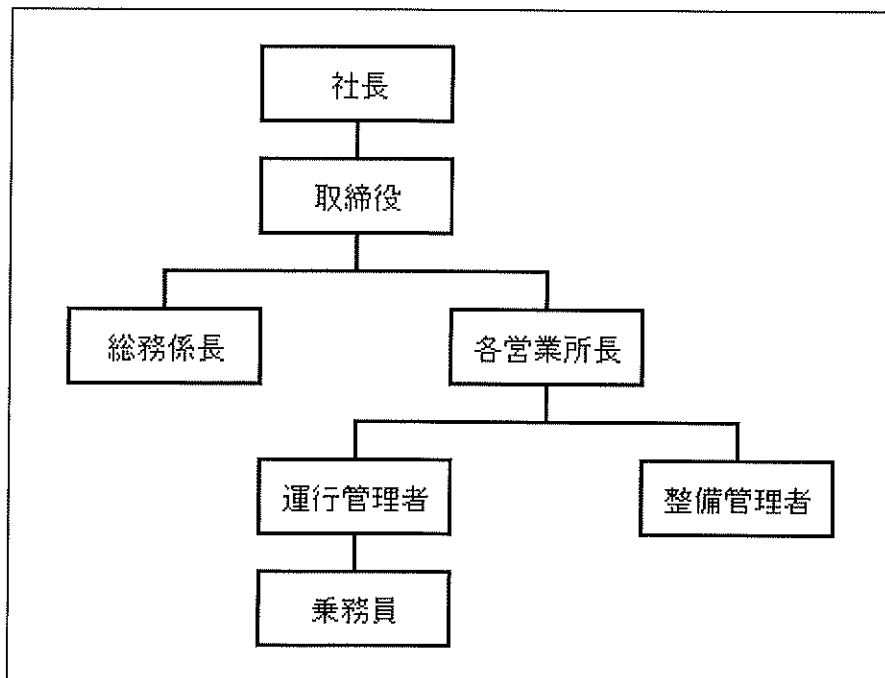 社長
取締役
総務係長
各営業所長
運行管理者
整備管理者
乗務員